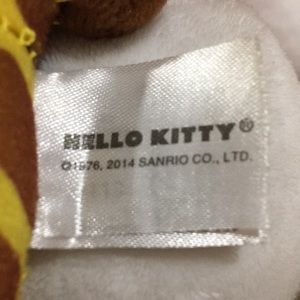 HELLO KITTY®
©1976, 2014 SANRIO CO., LTD.